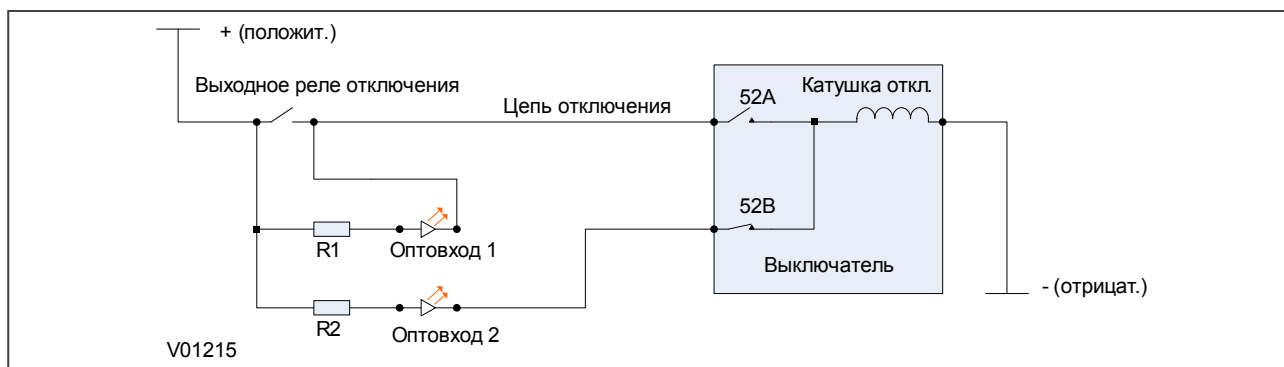 + (положит.)
Выходное реле отключения
Цепь отключения
52A
Катушка откл.
52B
R1
Оптовход 1
Выключатель
- (отрицат.)
R2
Оптовход 2
V01215